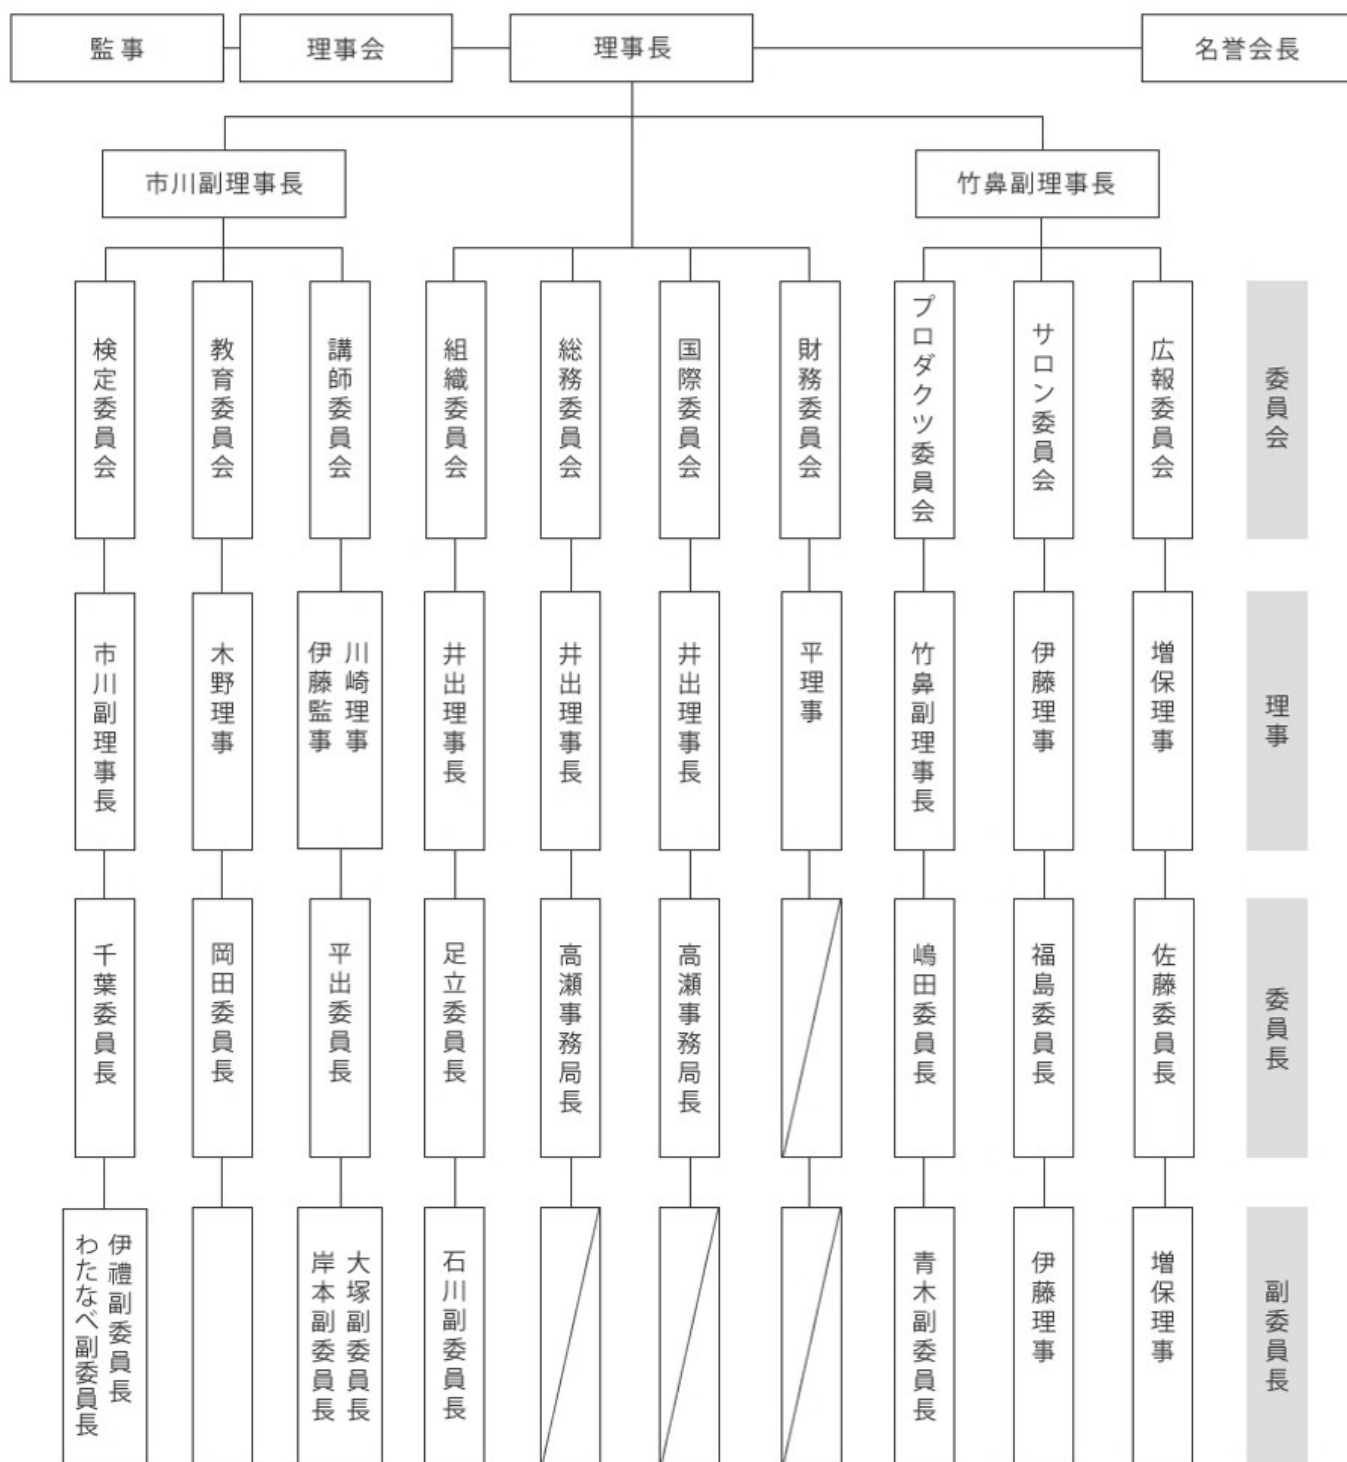 監事
理事会
理事長
名誉会長
市川副理事長
竹鼻副理事長
検定委員会
教育委員会
講師委員会
組織委員会
総務委員会
国際委員会
財務委員会
プロダクツ委員会
サロン委員会
広報委員会
委員会
市川副理事長
木野理事
川崎理事
伊藤監事
井出理事長
井出理事長
井出理事長
平理事
竹鼻副理事長
伊藤理事
増保理事
理事
千葉委員長
岡田委員長
平出委員長
足立委員長
高瀬事務局長
高瀬事務局長
嶋田委員長
福島委員長
佐藤委員長
委員長
伊禮副委員長
わたなべ副委員長
大塚副委員長
岸本副委員長
石川副委員長
青木副委員長
伊藤理事
増保理事
副委員長